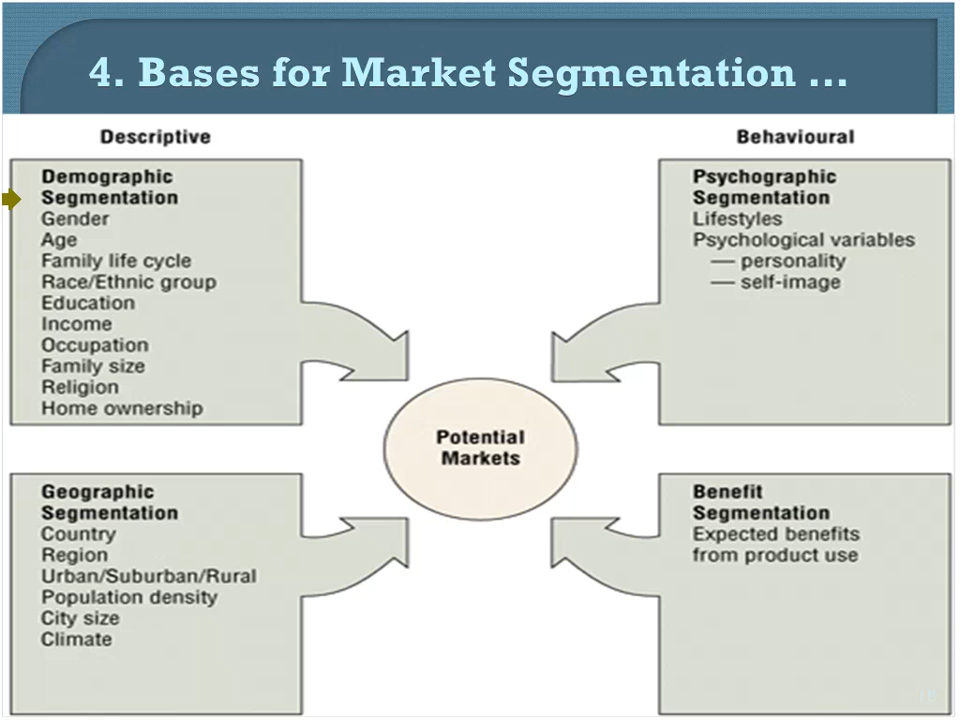 4. Bases for Market Segmentation ...
Descriptive
Demographic
Segmentation
Gender
Age
Family life cycle
Race/Ethnic group
Education
Income
Occupation
Family size
Religion
Home ownership
Geographic
Segmentation
Country
Region
Urban/Suburban/Rural
Population density
City size
Climate
Potential
Markets
Behavioural
Psychographic
Segmentation
Lifestyles
Psychological variables
— personality
— self-image
Benefit
Segmentation
Expected benefits
from product use